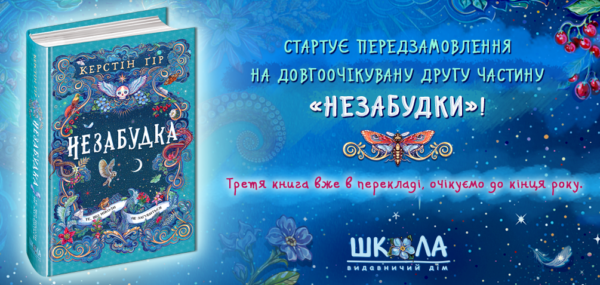 КЕРСТІН ГІР
НЕЗАБУДКА
НЕЗАБУДКА
СТАРТУЄ ПЕРЕДЗАМОВЛЕННЯ
НА ДОВГООЧІКУВАНУ ДРУГУ ЧАСТИНУ
«НЕЗАБУДКИ»!
Третя книга вже в перекладі, очікуємо до кінця року.
ШКОЛА
видавничий дім